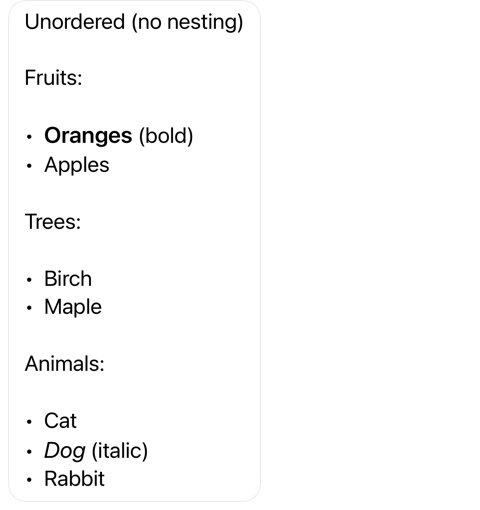 Unordered (no nesting)
Fruits:
• Oranges (bold)
• Apples
Trees:
• Birch
• Maple
Animals:
• Cat
• Dog (italic)
• Rabbit